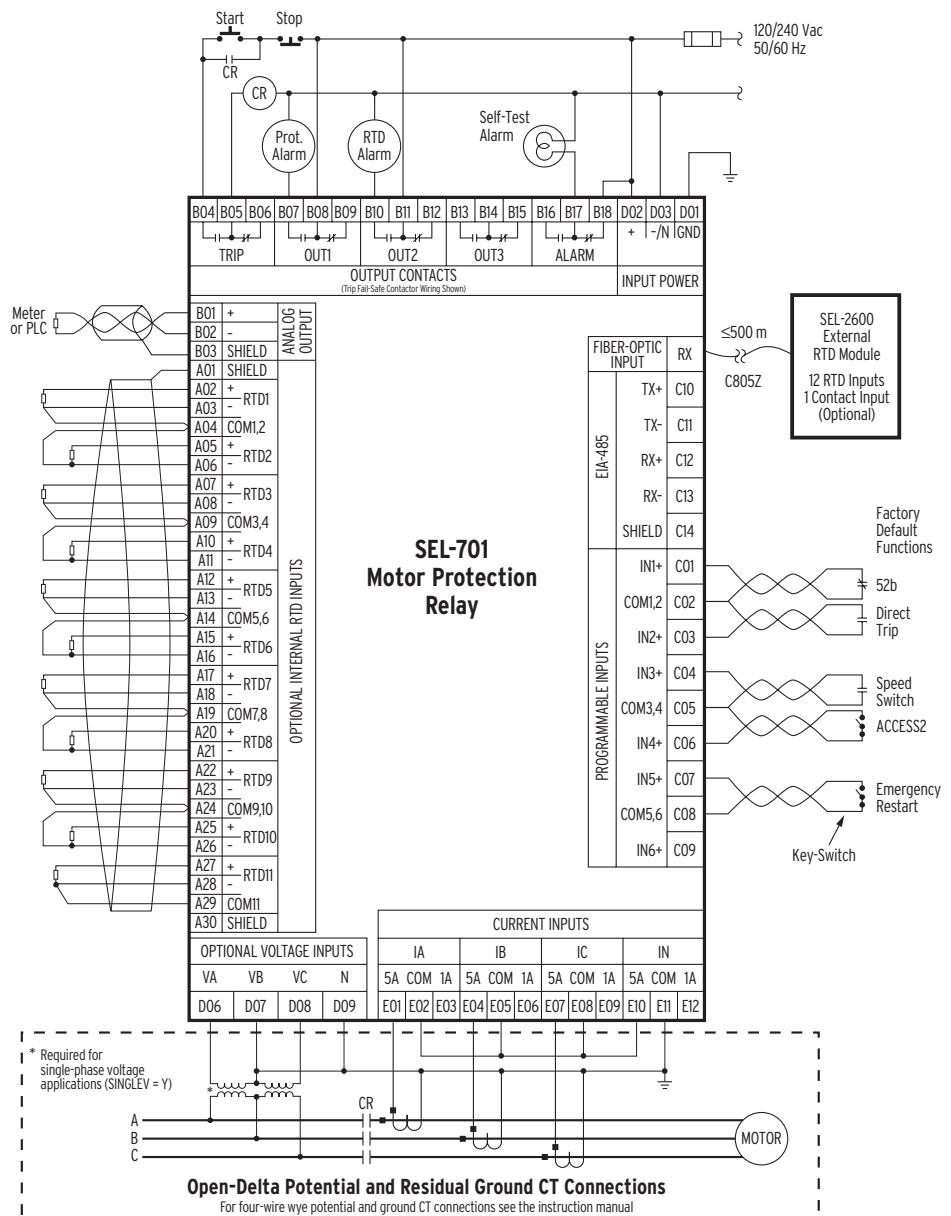 Start Stop
120/240 Vac
50/60 Hz
CR
CR
Prot.
Alarm
RTD
Alarm
Self-Test
Alarm
B04 B05 B06 B07 B08 B09 B10 B11 B12 B13 B14 B15 B16 B17 B18 D02 D03 D01
+ -/N GND
TRIP OUT1 OUT2 OUT3 ALARM
OUTPUT CONTACTS
(Trip Fail-Safe Contactor Wiring Shown)
INPUT POWER
Meter
or PLC
B01 +
B02 -
B03 SHIELD
ANALOG
OUTPUT
A01 SHIELD
A02 +
RTD1
A03 -
A04 COM1,2
A05 +
RTD2
A06 -
A07 +
RTD3
A08 -
A09 COM3,4
A10 +
RTD4
A11 -
A12 +
RTD5
A13 -
A14 COM5,6
A15 +
RTD6
A16 -
A17 +
RTD7
A18 -
A19 COM7,8
A20 +
RTD8
A21 -
A22 +
RTD9
A23 -
A24 COM9,10
A25 +
RTD10
A26 -
A27 +
RTD11
A28 -
A29 COM11
A30 SHIELD
OPTIONAL INTERNAL RTD INPUTS
SEL-701
Motor Protection
Relay
FIBER-OPTIC
INPUT
RX
≤500 m
C805Z
SEL-2600
External
RTD Module
12 RTD Inputs
1 Contact Input
(Optional)
EIA-485
TX+ C10
TX- C11
RX+ C12
RX- C13
SHIELD C14
PROGRAMMABLE INPUTS
IN1+ C01
COM1,2 C02
IN2+ C03
IN3+ C04
COM3,4 C05
IN4+ C06
IN5+ C07
COM5,6 C08
IN6+ C09
Factory
Default
Functions
52b
Direct
Trip
Speed
Switch
ACCESS2
Emergency
Restart
Key-Switch
OPTIONAL VOLTAGE INPUTS
VA VB VC N
D06 D07 D08 D09
CURRENT INPUTS
IA IB IC IN
5A COM 1A 5A COM 1A 5A COM 1A 5A COM 1A
E01 E02 E03 E04 E05 E06 E07 E08 E09 E10 E11 E12
* Required for
single-phase voltage
applications (SINGLEV = Y)
*
CR
A
B
C
MOTOR
Open-Delta Potential and Residual Ground CT Connections
For four-wire wye potential and ground CT connections see the instruction manual